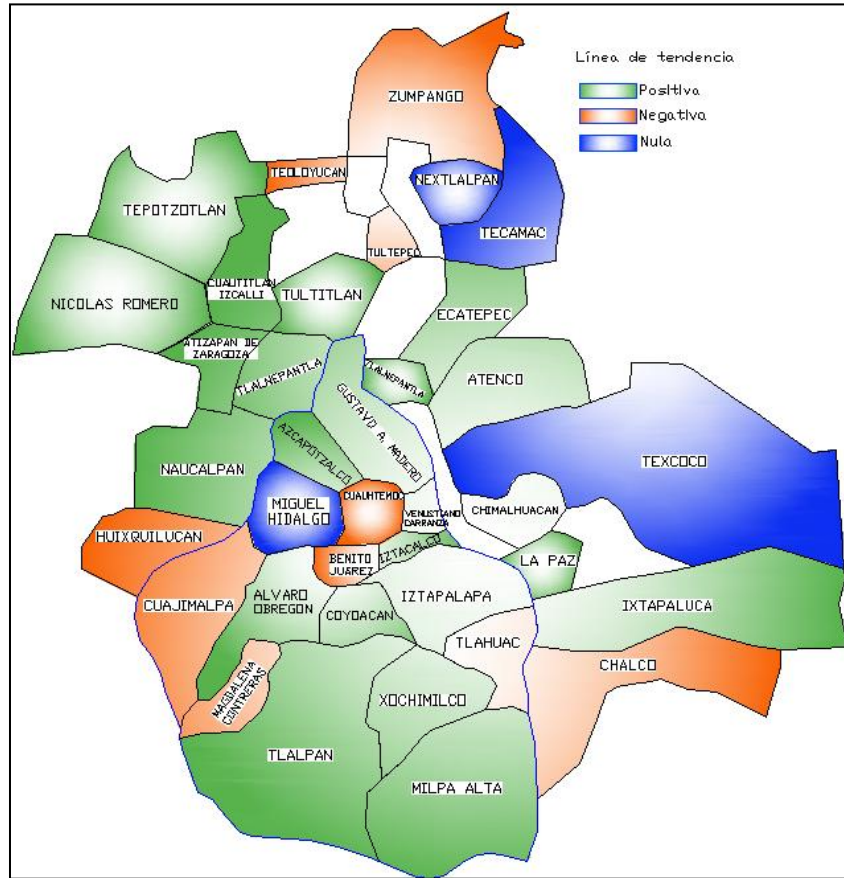 Línea de tendencia
Positiva
Negativa
Nula
ZUMPANGO
TEOLOYUCAN
NEXTLALPAN
TEPOTZOTLAN
TECAMAC
TULTEPEC
CUAUTITLAN
IZCALLI
TULTITLAN
NICOLAS ROMERO
ECATEPEC
ATIZAPAN DE
ZARAGOZA
TLALNEPANTLA
TLALNEPANTLA
ATENCO
GUSTAVO A. MADERO
AZCAPOTZALCO
NAUCALPAN
TEXCOCO
CUAUHTEMOC
MIGUEL
HIDALGO
VENUSTIANO
CARRANZA
CHIMALHUACAN
HUIXQUILUCAN
IZTACALCO
BENITO
JUÁREZ
LA PAZ
CUAJIMALPA
ALVARO
OBREGON
COYOACAN
IZTAPALAPA
IXTAPALUCA
TLAHUAC
CHALCO
MAGDALENA
CONTRERAS
XOCHIMILCO
TLALPAN
MILPA ALTA